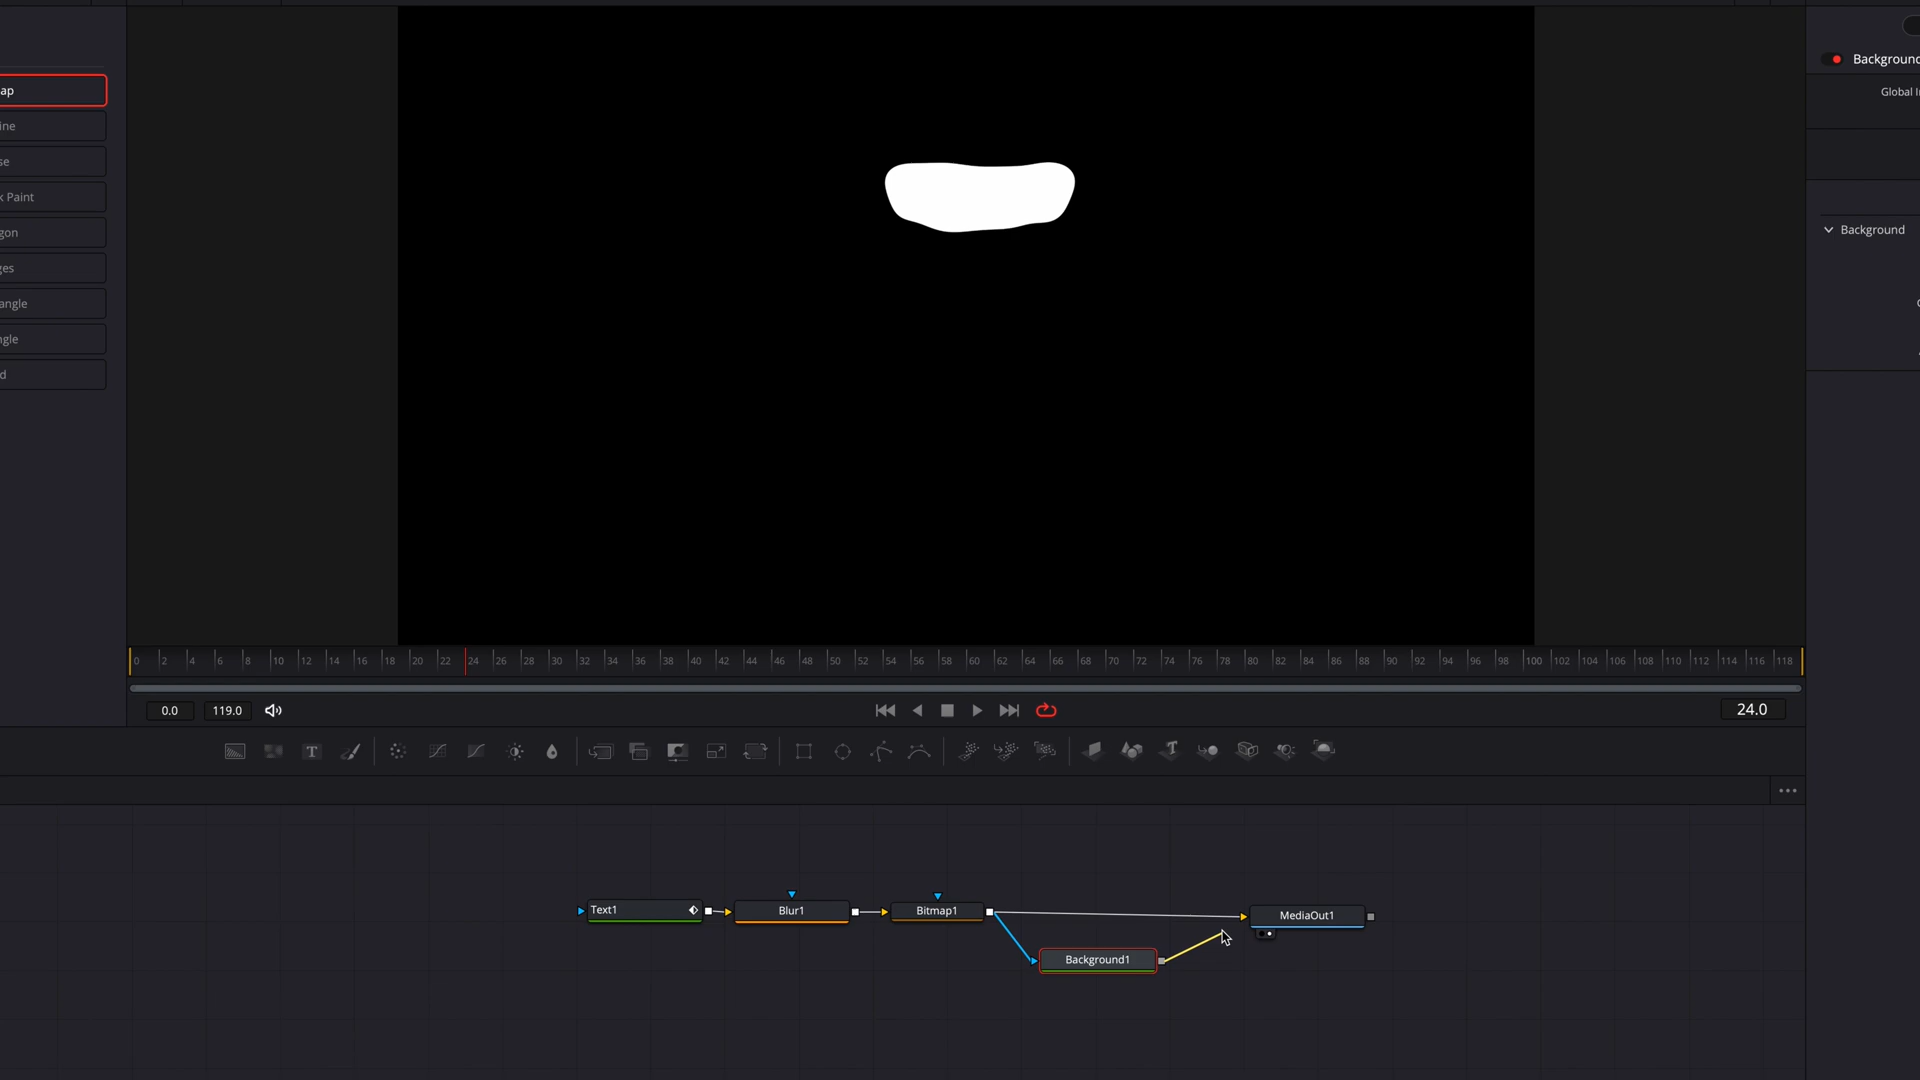 ap
ine
se
k Paint
gon
ges
angle
ngle
d
Background
Global I
Background
0 2 4 6 8 10 12 14 16 18 20 22 24 26 28 30 32 34 36 38 40 42 44 46 48 50 52 54 56 58 60 62 64 66 68 70 72 74 76 78 80 82 84 86 88 90 92 94 96 98 100 102 104 106 108 110 112 114 116 118
0.0 119.0 24.0
T
Text1 Blur1 Bitmap1 MediaOut1
Background1